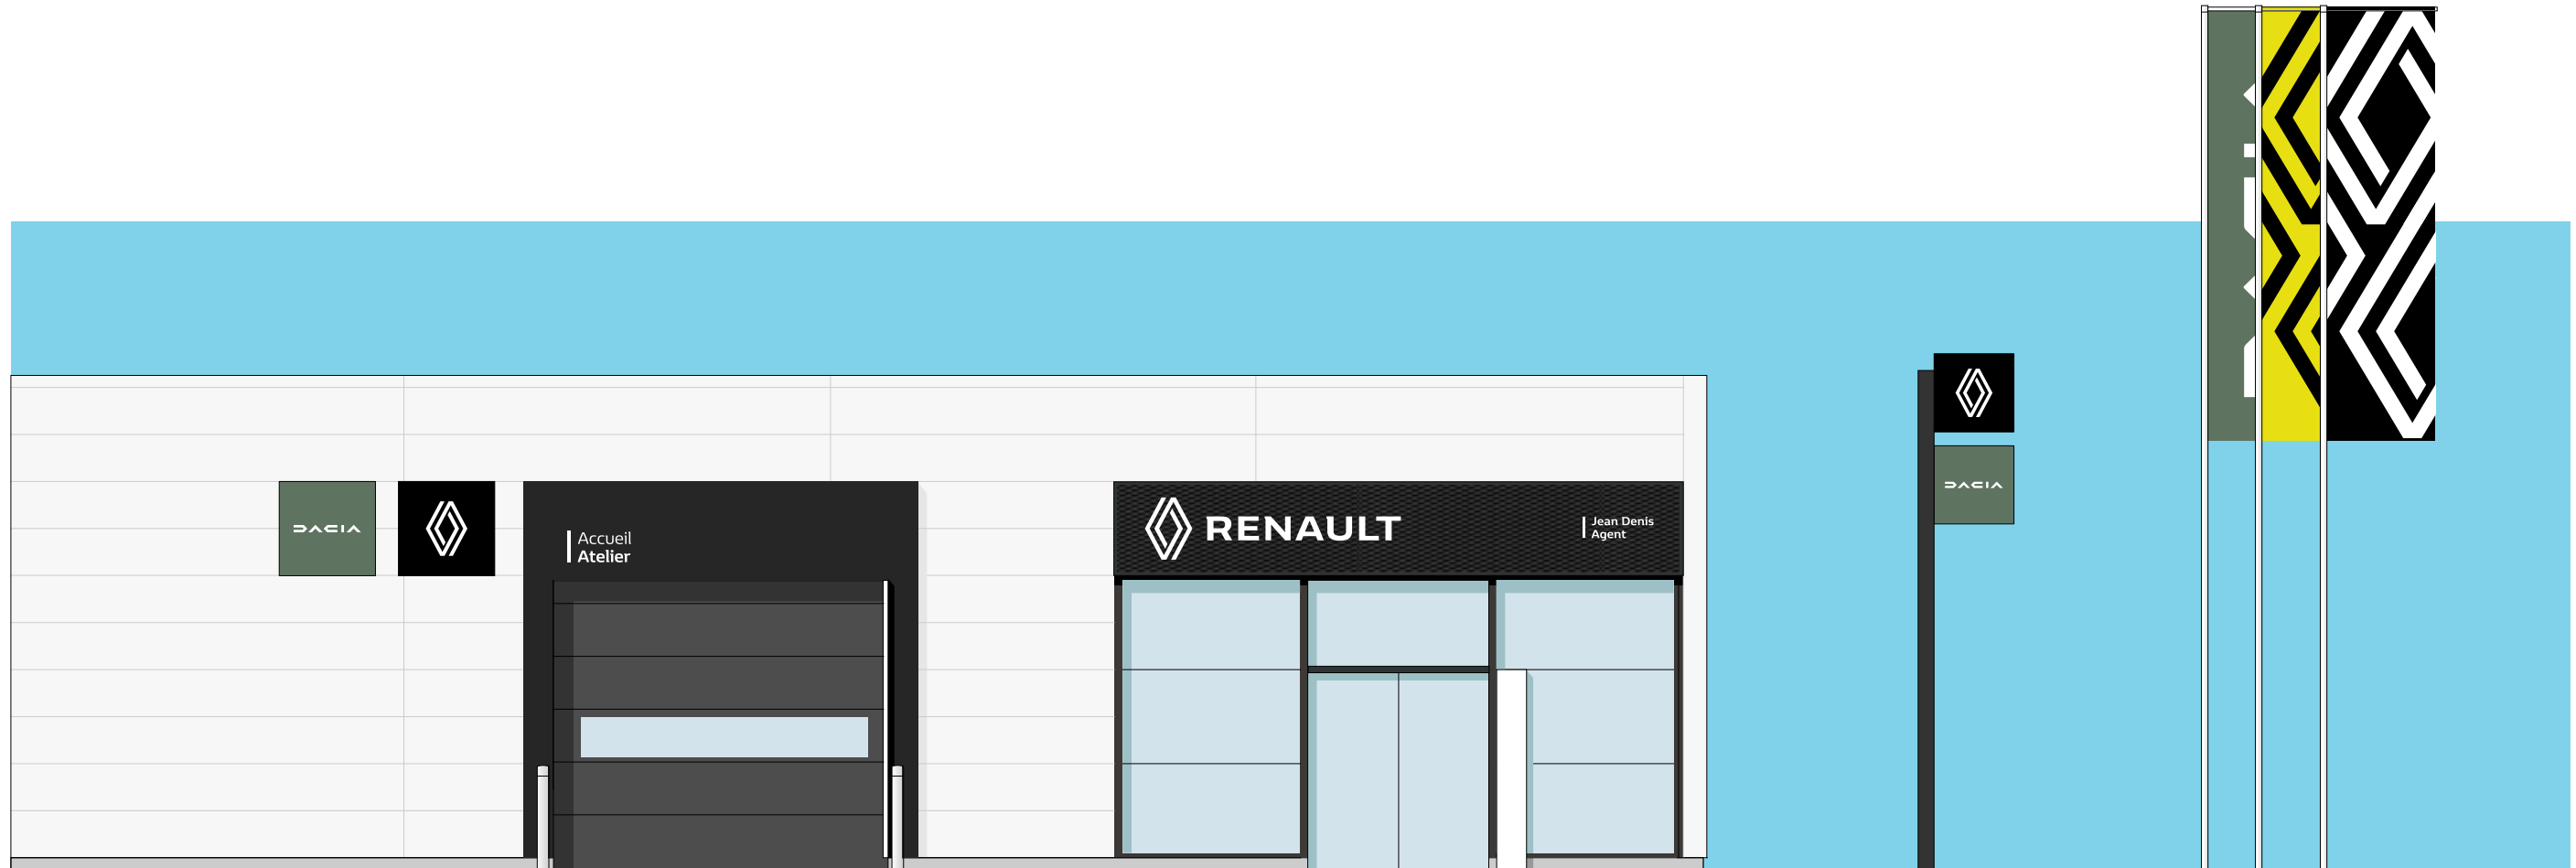 DACIA
Accueil
Atelier
RENAULT
Jean Denis
Agent
DACIA